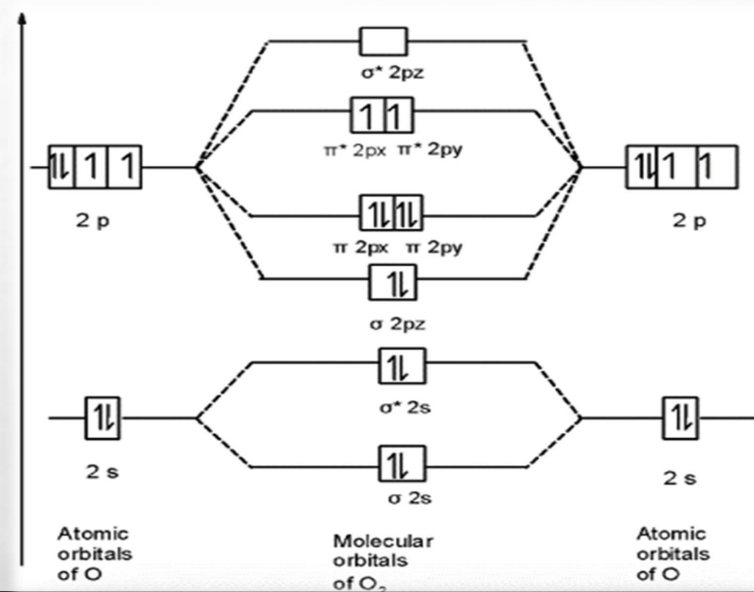 σ* 2pz
π* 2px π* 2py
2 p
2 p
π 2px π 2py
σ 2pz
σ* 2s
2 s
2 s
σ 2s
Atomic
orbitals
of O
Molecular
orbitals
of O₂
Atomic
orbitals
of O